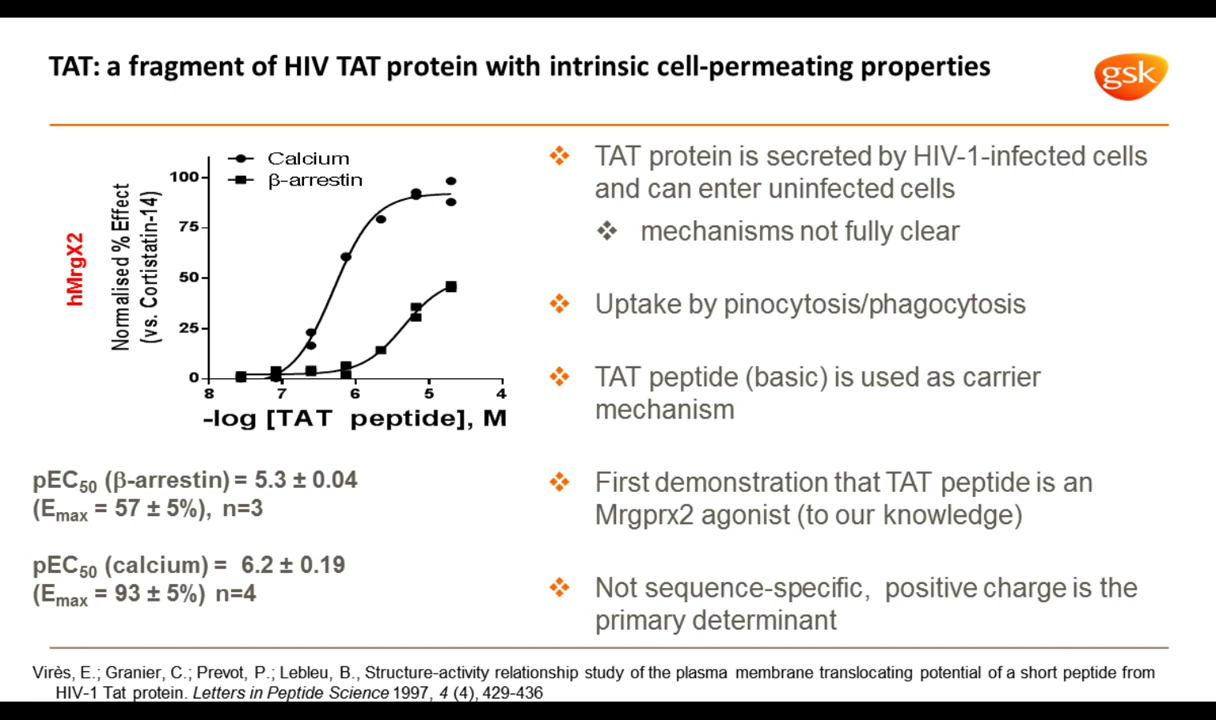 TAT: a fragment of HIV TAT protein with intrinsic cell-permeating properties
gsk
hMrgX2
Normalised % Effect
(vs. Cortistatin-14)
100
75
50
25
0
Calcium
β-arrestin
8 7 6 5 4
-log [TAT peptide], M
pEC50 (β-arrestin) = 5.3 ± 0.04
(Emax = 57 ± 5%), n=3
pEC50 (calcium) = 6.2 ± 0.19
(Emax = 93 ± 5%) n=4
TAT protein is secreted by HIV-1-infected cells
and can enter uninfected cells
mechanisms not fully clear
Uptake by pinocytosis/phagocytosis
TAT peptide (basic) is used as carrier
mechanism
First demonstration that TAT peptide is an
Mrgprx2 agonist (to our knowledge)
Not sequence-specific, positive charge is the
primary determinant
Virès, E.; Granier, C.; Prevot, P.; Lebleu, B., Structure-activity relationship study of the plasma membrane translocating potential of a short peptide from
HIV-1 Tat protein. Letters in Peptide Science 1997, 4 (4), 429-436